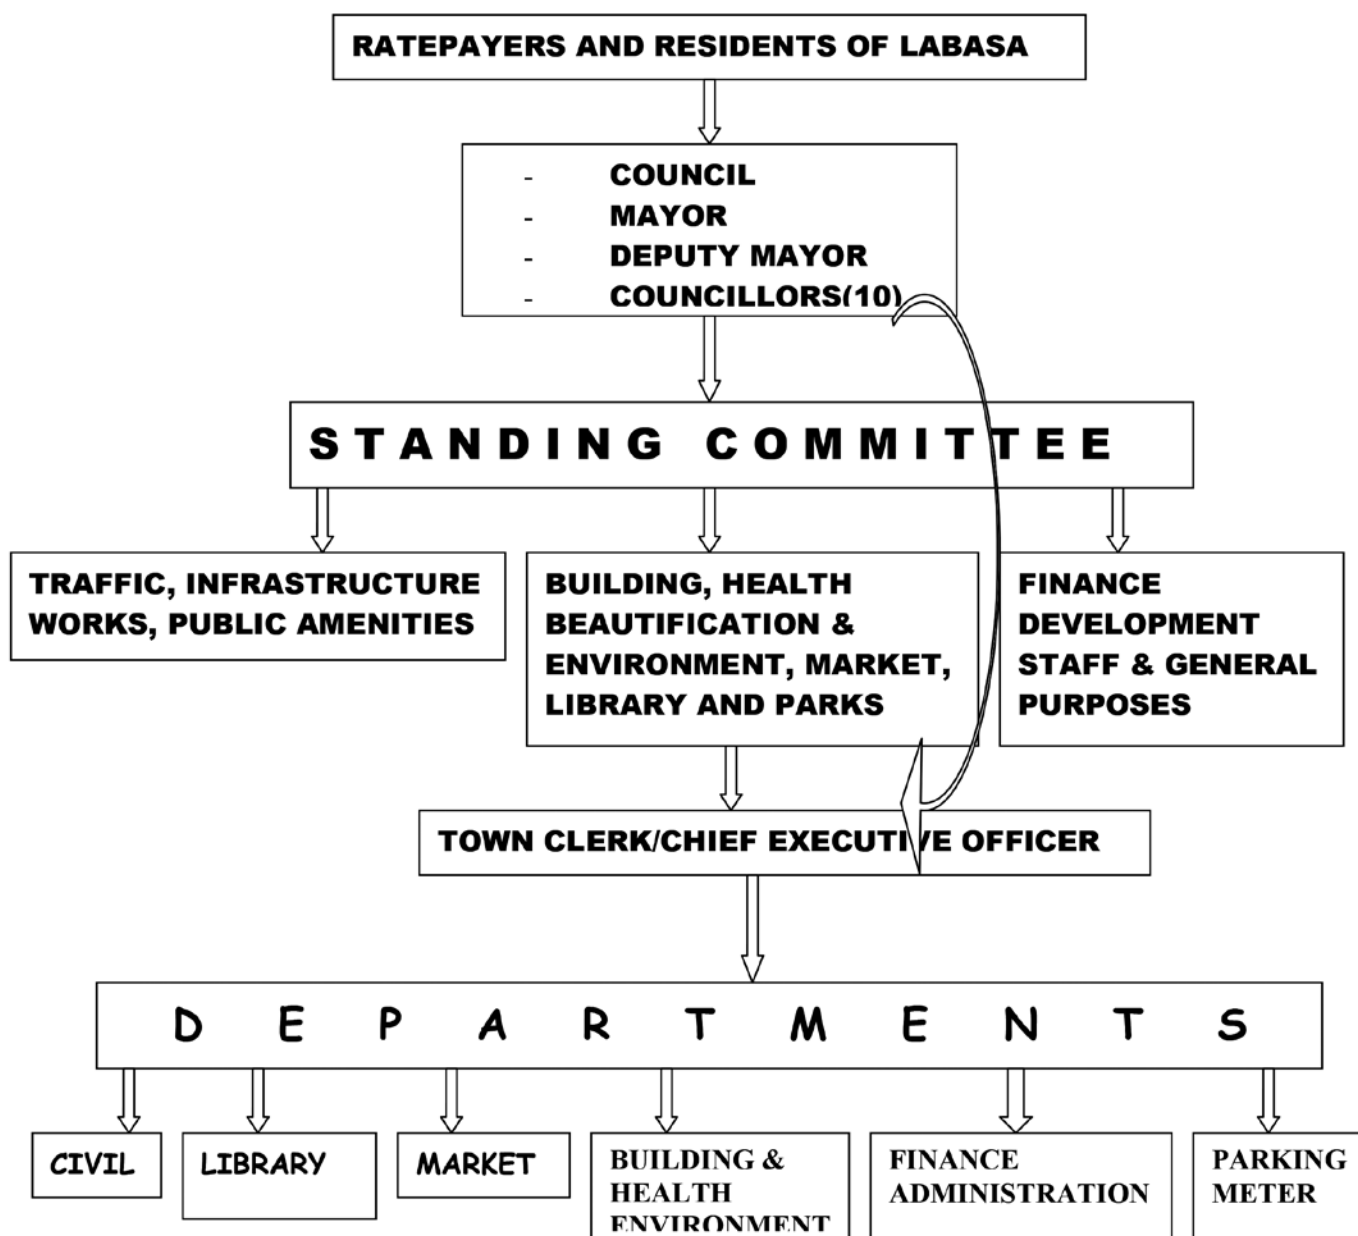 RATEPAYERS AND RESIDENTS OF LABASA
- COUNCIL
- MAYOR
- DEPUTY MAYOR
- COUNCILLORS(10)
STANDING COMMITTEE
TRAFFIC, INFRASTRUCTURE
WORKS, PUBLIC AMENITIES
BUILDING, HEALTH
BEAUTIFICATION &
ENVIRONMENT, MARKET,
LIBRARY AND PARKS
FINANCE
DEVELOPMENT
STAFF & GENERAL
PURPOSES
TOWN CLERK/CHIEF EXECUTIVE OFFICER
DEPARTMENTS
CIVIL
LIBRARY
MARKET
BUILDING &
HEALTH
ENVIRONMENT
FINANCE
ADMINISTRATION
PARKING
METER